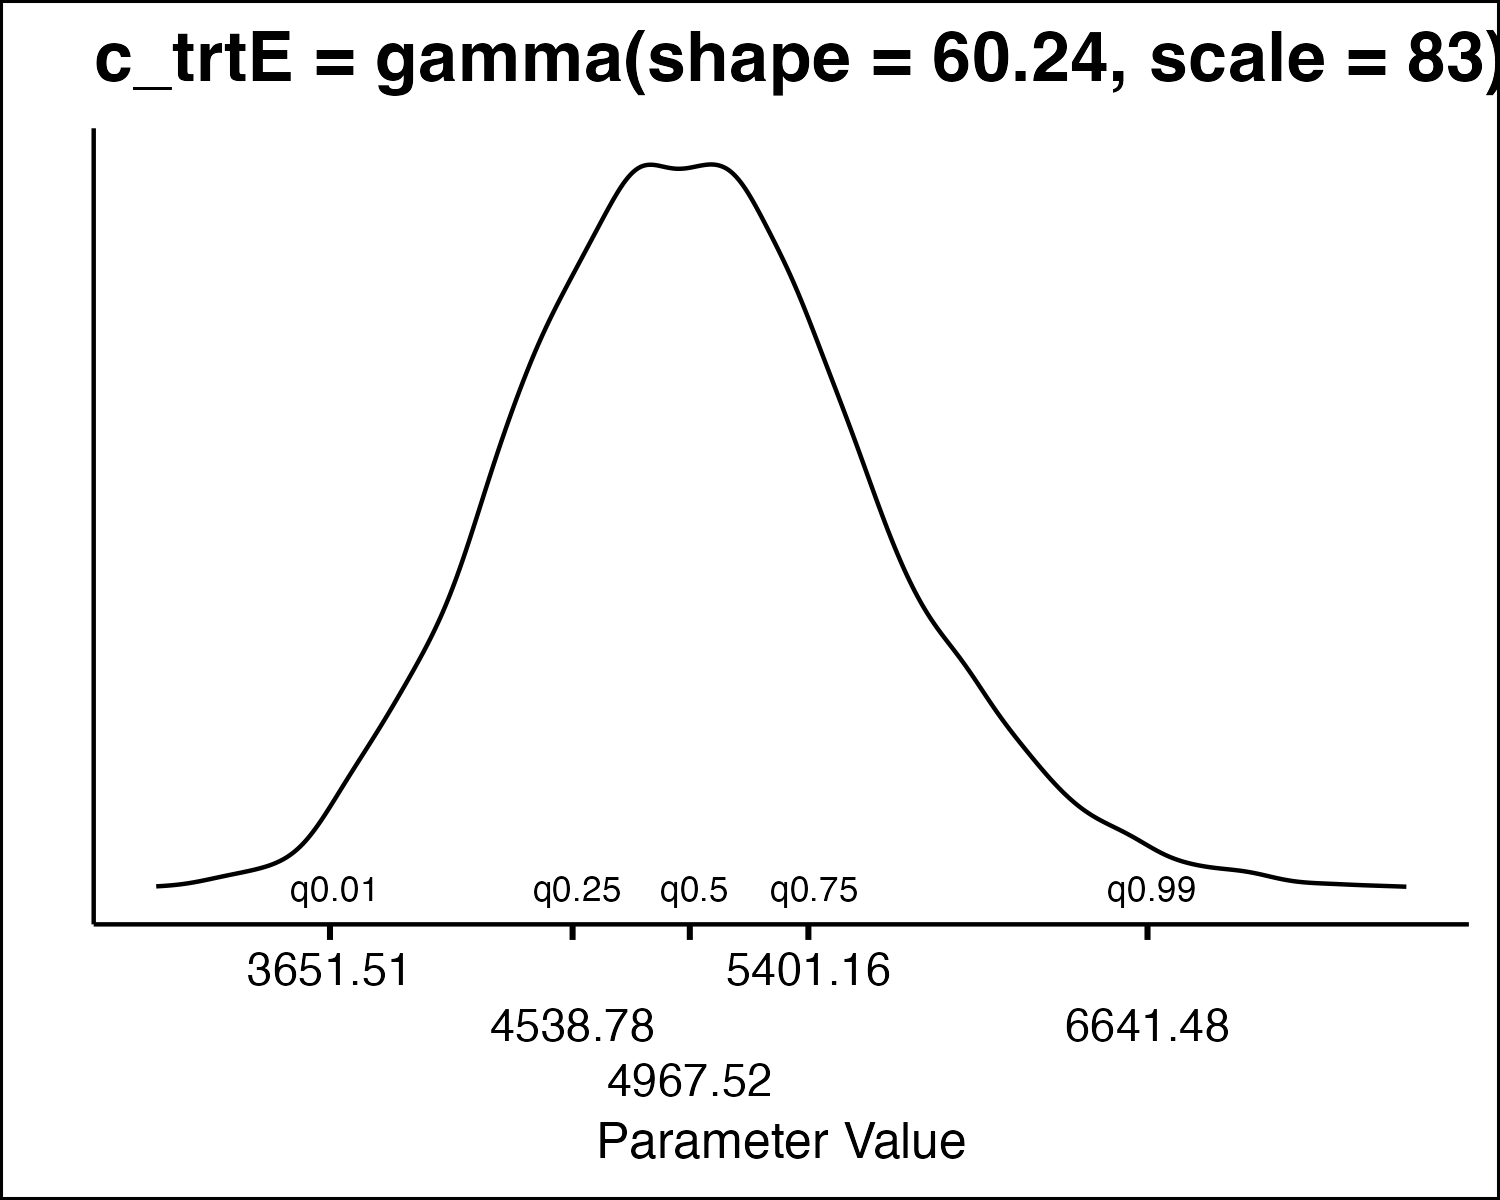 c_trtE = gamma(shape = 60.24, scale = 83)
q0.01 q0.25 q0.5 q0.75 q0.99
3651.51 5401.16
4538.78 6641.48
4967.52
Parameter Value